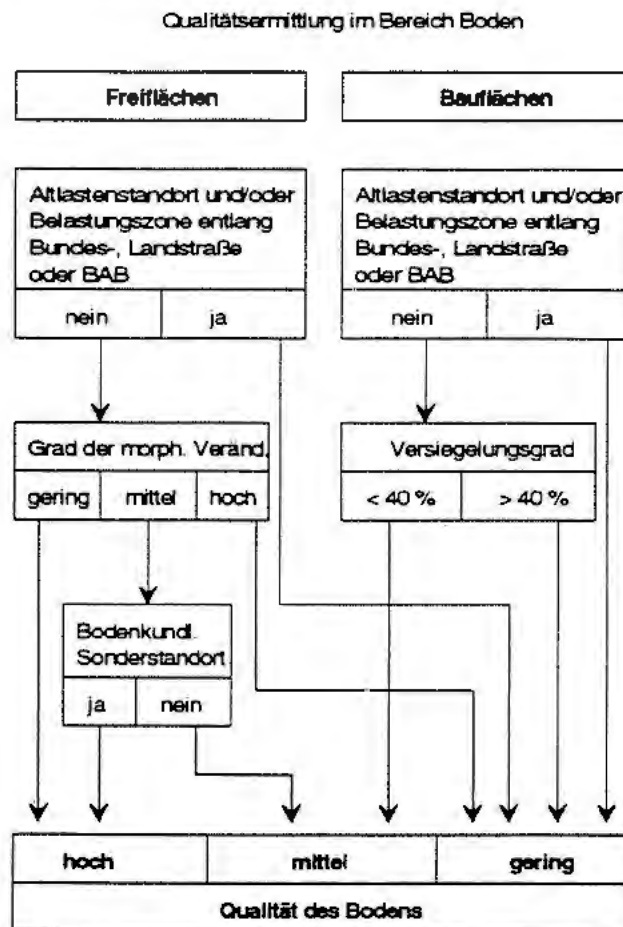 Qualitätsermittlung im Bereich Boden
Freiflächen
Bauflächen
Altlastenstandort und/oder
Belastungszone entlang
Bundes-, Landstraße
oder BAB
nein
ja
Altlastenstandort und/oder
Belastungszone entlang
Bundes-, Landstraße
oder BAB
nein
ja
Grad der morph. Veränd.
gering
mittel
hoch
Versiegelungsgrad
< 40 %
> 40 %
Bodenkundl.
Sonderstandort
ja
nein
hoch
mittel
gering
Qualität des Bodens